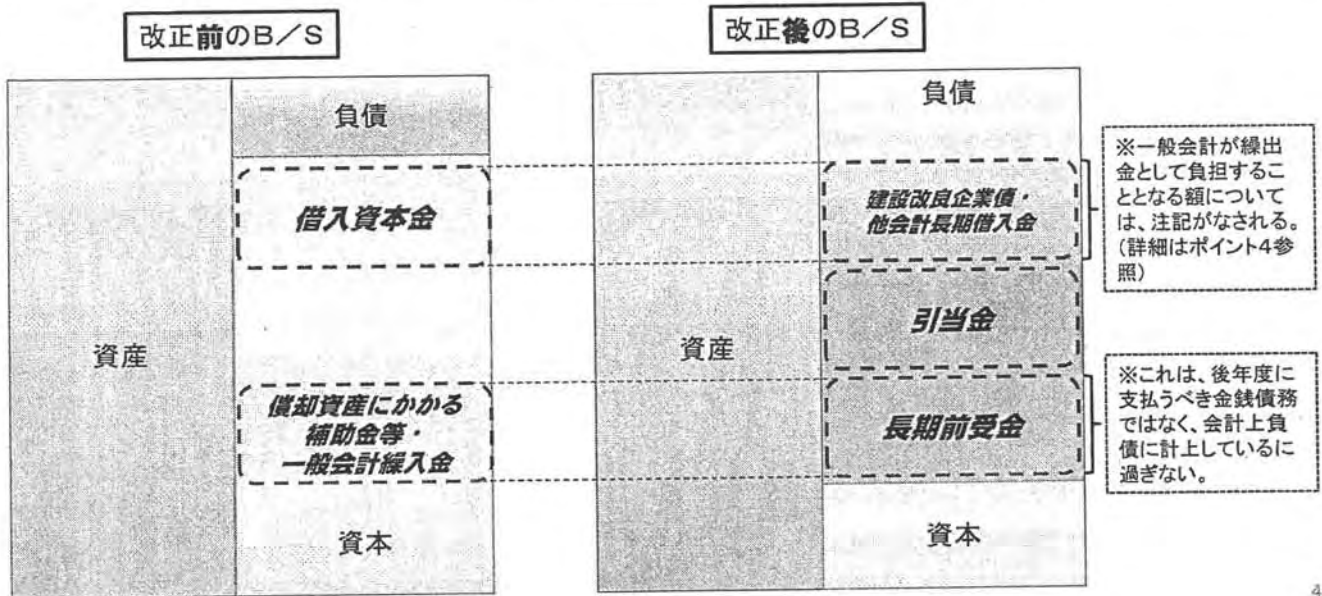 改正前のB/S
負債
借入資本金
資産
償却資産にかかる
補助金等・
一般会計繰入金
資本
改正後のB/S
負債
建設改良企業債・
他会計長期借入金
引当金
資産
長期前受金
資本
※一般会計が繰出
金として負担するこ
ととなる額について
は、注記がなされる。
(詳細はポイント4参
照)
※これは、後年度に
支払うべき金銭債務
ではなく、会計上負
債に計上しているに
過ぎない。
4